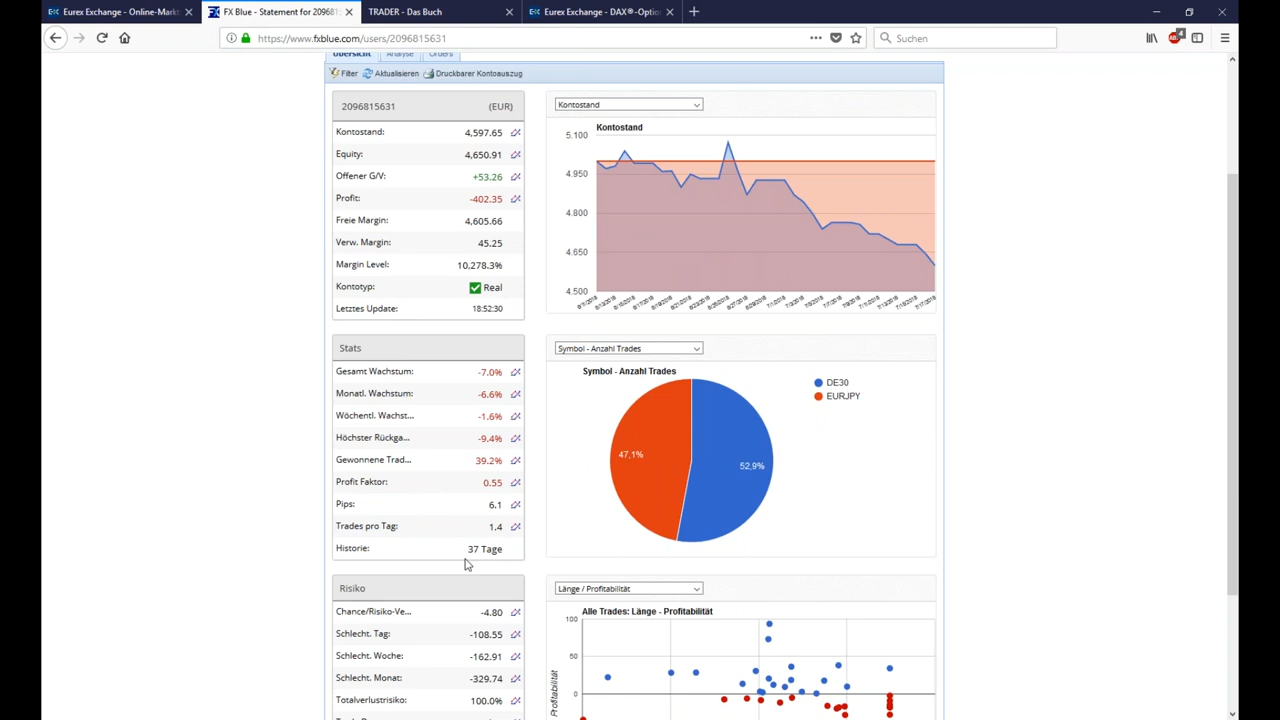 Eurex Exchange - Online-Markt
FX Blue - Statement for 2096815
TRADER - Das Buch
Eurex Exchange - DAX®-Option
https://www.fxblue.com/users/2096815631
Suchen
4
Übersicht Analyse Orders
Filter Aktualisieren Druckbarer Kontoauszug
2096815631 (EUR)
Kontostand: 4,597.65
Equity: 4,650.91
Offener G/V: +53.26
Profit: -402.35
Freie Margin: 4,605.66
Verw. Margin: 45.25
Margin Level: 10,278.3%
Kontotyp: Real
Letztes Update: 18:52:30
Kontostand
Kontostand
5.100
4.950
4.800
4.650
4.500
Stats
Gesamt Wachstum: -7.0%
Monatl. Wachstum: -6.6%
Wöchentl. Wachst... -1.6%
Höchster Rückga... -9.4%
Gewonnene Trad... 39.2%
Profit Faktor: 0.55
Pips: 6.1
Trades pro Tag: 1.4
Historie: 37 Tage
Symbol - Anzahl Trades
Symbol - Anzahl Trades
DE30
EURJPY
47,1%
52,9%
Risiko
Chance/Risiko-Ve... -4.80
Schlecht. Tag: -108.55
Schlecht. Woche: -162.91
Schlecht. Monat: -329.74
Totalverlustrisiko: 100.0%
Länge / Profitabilität
Alle Trades: Länge - Profitabilität
100
50
0
Profitabilität